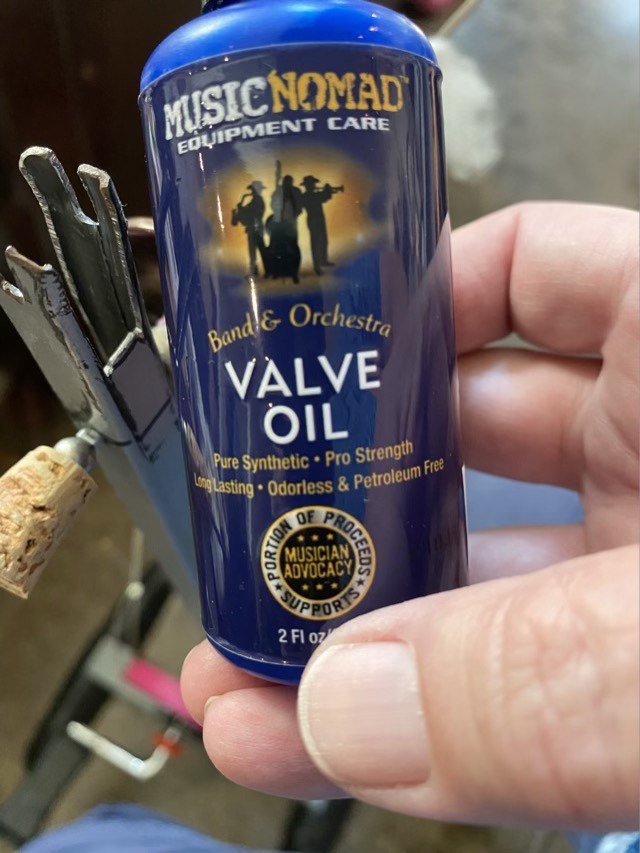 MUSICNOMAD™
EQUIPMENT CARE
Band & Orchestra
VALVE
OIL
Pure Synthetic • Pro Strength
Long Lasting • Odorless & Petroleum Free
PORTION OF PROCEEDS
MUSICIAN
ADVOCACY
SUPPORTS
2 Fl oz/